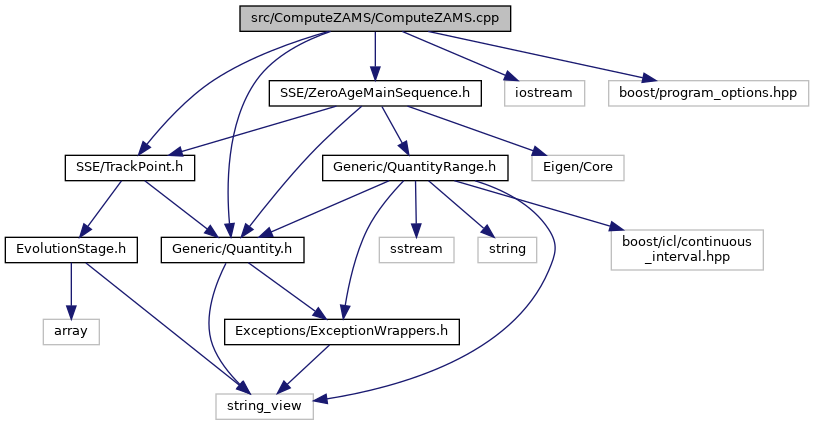 src/ComputeZAMS/ComputeZAMS.cpp
SSE/ZeroAgeMainSequence.h
iostream
boost/program_options.hpp
SSE/TrackPoint.h
Generic/QuantityRange.h
Eigen/Core
EvolutionStage.h
Generic/Quantity.h
sstream
string
boost/icl/continuous
_interval.hpp
array
Exceptions/ExceptionWrappers.h
string_view